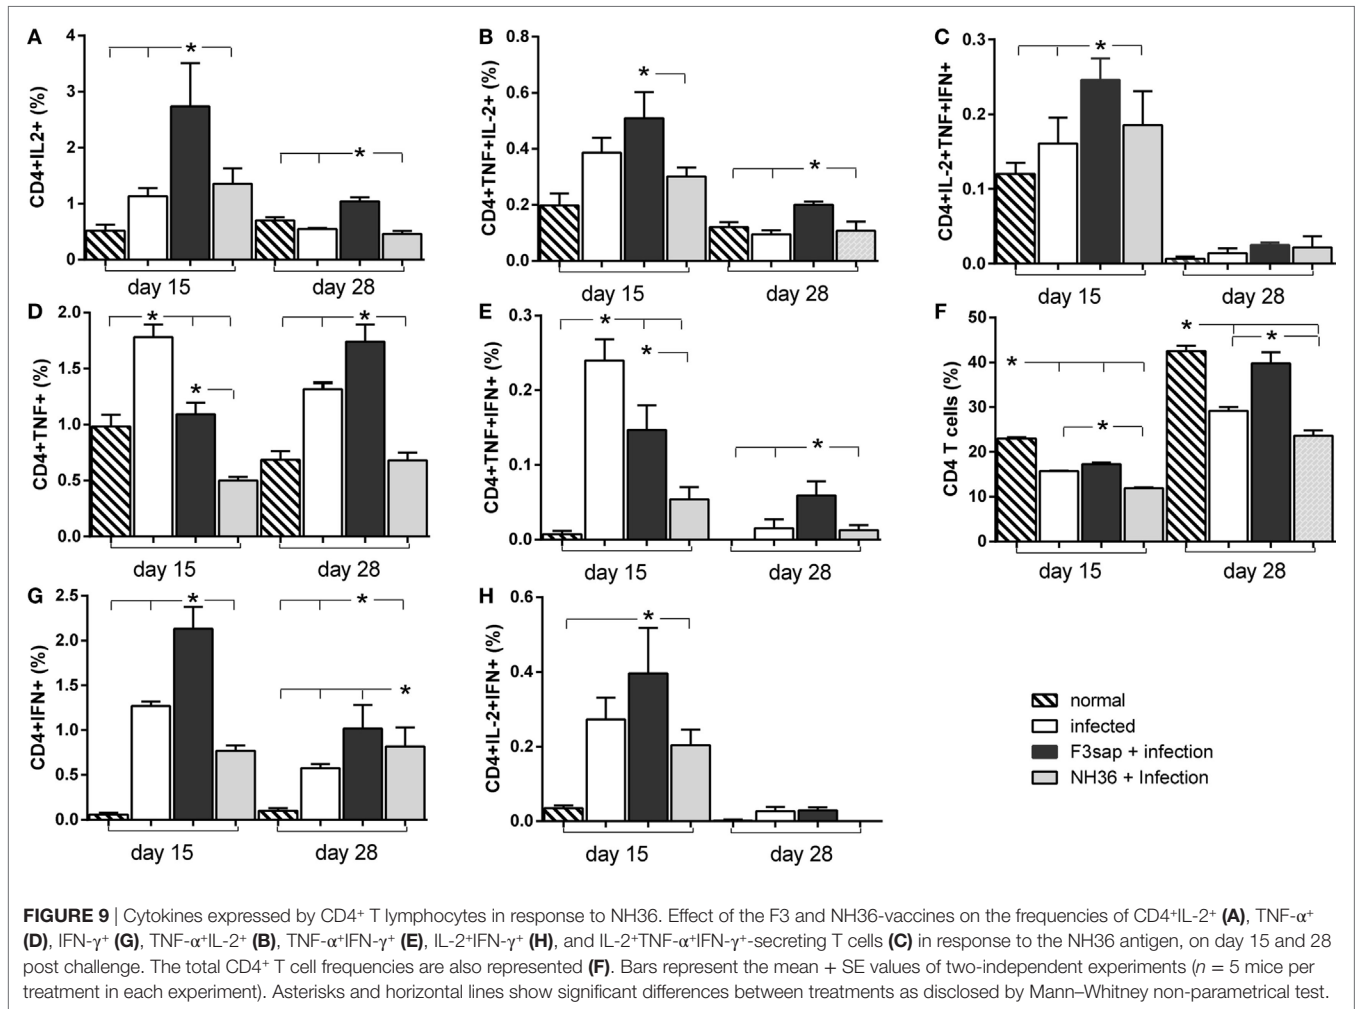 A
CD4+IL2+ (%)
4
3
2
1
0
*
*
day 15
day 28
B
CD4+TNF+IL-2+ (%)
0.8
0.6
0.4
0.2
0.0
*
*
day 15
day 28
C
CD4+IL-2+TNF+IFN+
0.3
0.2
0.1
0.0
*
day 15
day 28
D
CD4+TNF+ (%)
2.0
1.5
1.0
0.5
0.0
*
*
*
day 15
day 28
E
CD4+TNF+IFN+ (%)
0.3
0.2
0.1
0.0
*
*
*
day 15
day 28
F
CD4 T cells (%)
50
40
30
20
10
0
*
*
*
*
day 15
day 28
G
CD4+IFN+ (%)
2.5
2.0
1.5
1.0
0.5
0.0
*
*
*
day 15
day 28
H
CD4+IL-2+IFN+ (%)
0.6
0.4
0.2
0.0
*
day 15
day 28
normal
infected
F3sap + infection
NH36 + Infection
FIGURE 9 | Cytokines expressed by CD4⁺ T lymphocytes in response to NH36. Effect of the F3 and NH36-vaccines on the frequencies of CD4⁺IL-2⁺ (A), TNF-α⁺
(D), IFN-γ⁺ (G), TNF-α⁺IL-2⁺ (B), TNF-α⁺IFN-γ⁺ (E), IL-2⁺IFN-γ⁺ (H), and IL-2⁺TNF-α⁺IFN-γ⁺-secreting T cells (C) in response to the NH36 antigen, on day 15 and 28
post challenge. The total CD4⁺ T cell frequencies are also represented (F). Bars represent the mean + SE values of two-independent experiments (n = 5 mice per
treatment in each experiment). Asterisks and horizontal lines show significant differences between treatments as disclosed by Mann–Whitney non-parametrical test.